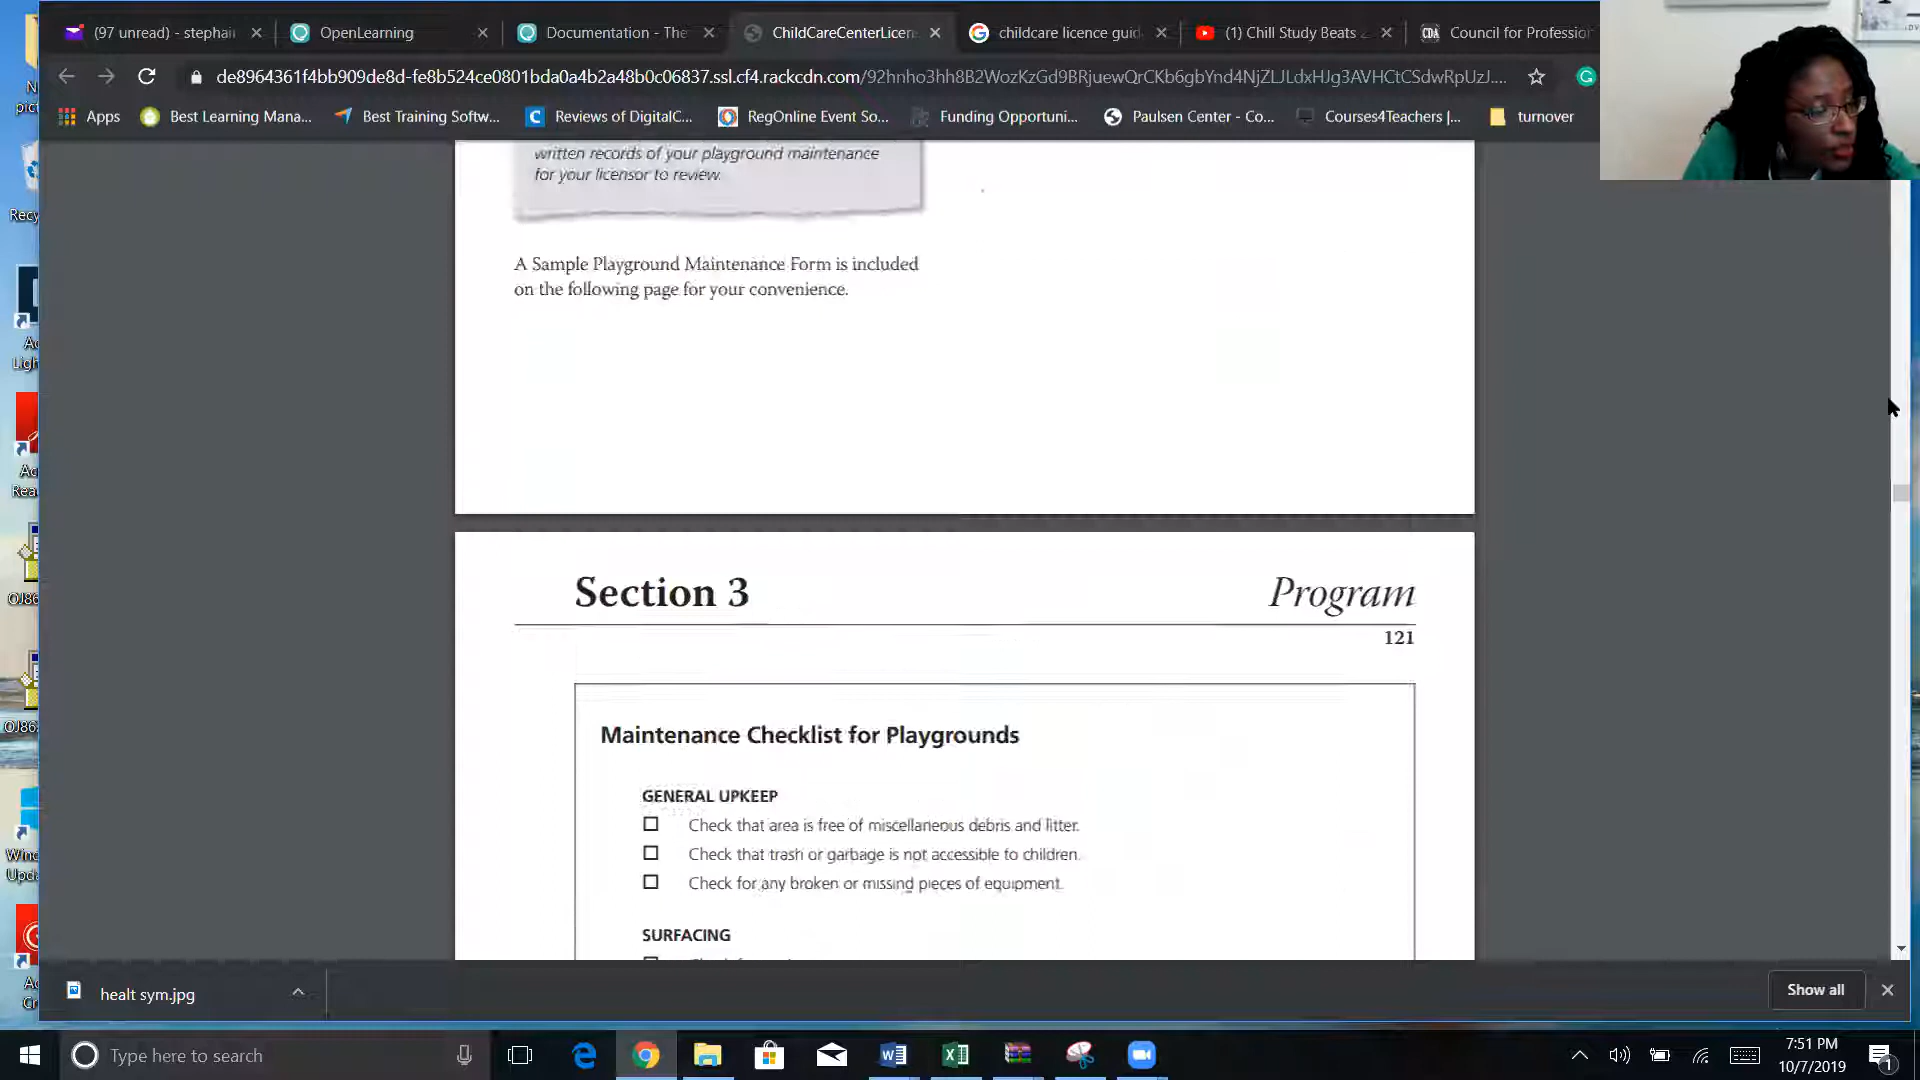 (97 unread) - stephai
OpenLearning
Documentation - The
ChildCareCenterLicen
childcare licence guid
(1) Chill Study Beats
CDA
Council for Profession
de8964361f4bb909de8d-fe8b524ce0801bda0a4b2a48b0c06837.ssl.cf4.rackcdn.com/92hnho3hh8B2WozKzGd9BRjuewQrCKb6gbYnd4NjZLJLdxHJg3AVHCtCSdwRpUzJ....
Apps
Best Learning Mana...
Best Training Softw...
Reviews of DigitalC...
RegOnline Event So...
Funding Opportuni...
Paulsen Center - Co...
Courses4Teachers |...
turnover
written records of your playground maintenance
for your licensor to review.
A Sample Playground Maintenance Form is included
on the following page for your convenience.
Section 3
Program
121
Maintenance Checklist for Playgrounds
GENERAL UPKEEP
Check that area is free of miscellaneous debris and litter.
Check that trash or garbage is not accessible to children.
Check for any broken or missing pieces of equipment.
SURFACING
healt sym.jpg
Show all
Type here to search
7:51 PM
10/7/2019
1